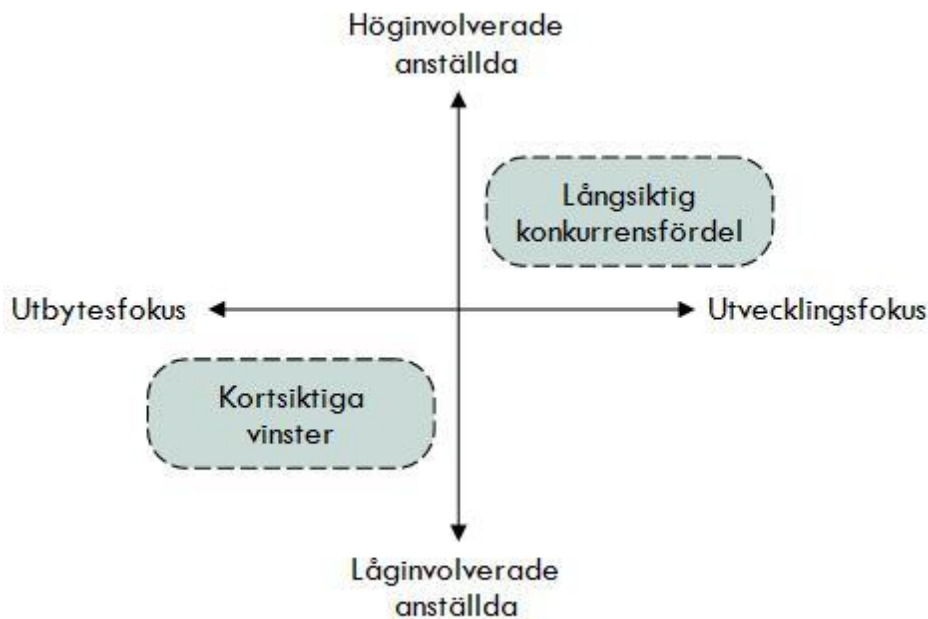 Höginvolverade
anställda
Långsiktig
konkurrensfördel
Utbytesfokus
Utvecklingsfokus
Kortsiktiga
vinster
Låginvolverade
anställda